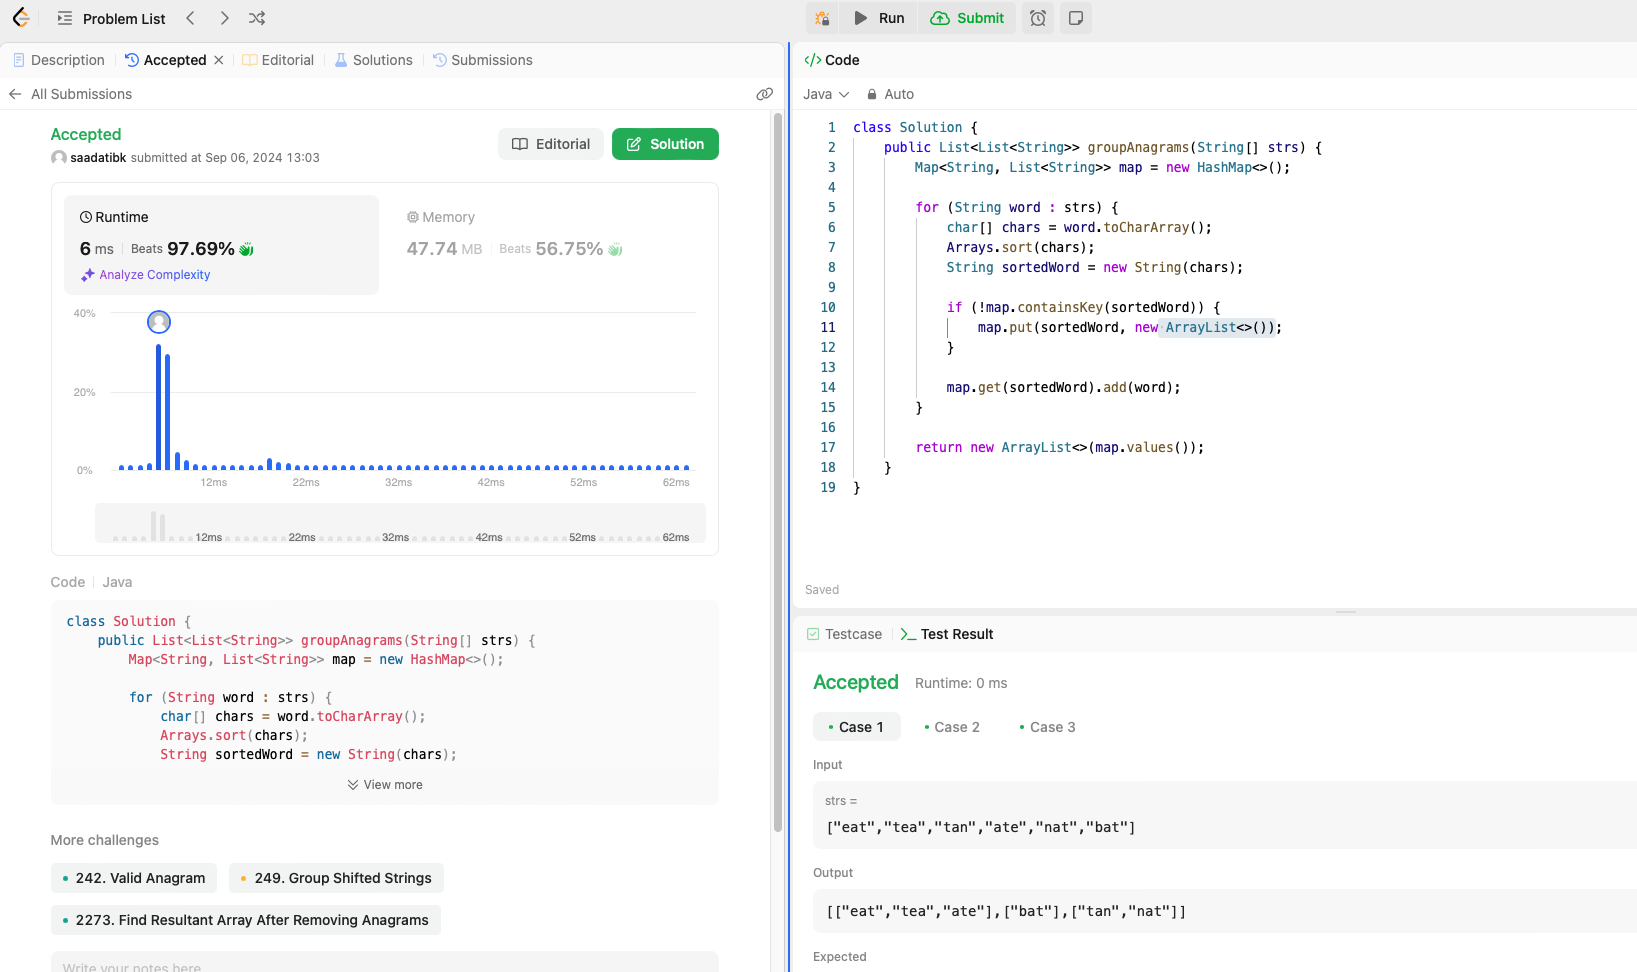 Problem List
Run
Submit
Description
Accepted
Editorial
Solutions
Submissions
All Submissions
Accepted
saadatibk submitted at Sep 06, 2024 13:03
Editorial
Solution
Runtime
6 ms
Beats 97.69%
Analyze Complexity
Memory
47.74 MB
Beats 56.75%
40%
20%
0%
12ms 22ms 32ms 42ms 52ms 62ms
12ms 22ms 32ms 42ms 52ms 62ms
Code
Java
class Solution {
public List<List<String>> groupAnagrams(String[] strs) {
Map<String, List<String>> map = new HashMap<>();
for (String word : strs) {
char[] chars = word.toCharArray();
Arrays.sort(chars);
String sortedWord = new String(chars);
View more
More challenges
242. Valid Anagram
249. Group Shifted Strings
2273. Find Resultant Array After Removing Anagrams
Write your notes here
</> Code
Java
Auto
1 class Solution {
2 public List<List<String>> groupAnagrams(String[] strs) {
3 Map<String, List<String>> map = new HashMap<>();
4
5 for (String word : strs) {
6 char[] chars = word.toCharArray();
7 Arrays.sort(chars);
8 String sortedWord = new String(chars);
9
10 if (!map.containsKey(sortedWord)) {
11 map.put(sortedWord, new ArrayList<>());
12 }
13
14 map.get(sortedWord).add(word);
15 }
16
17 return new ArrayList<>(map.values());
18 }
19 }
Saved
Testcase
Test Result
Accepted
Runtime: 0 ms
Case 1
Case 2
Case 3
Input
strs =
["eat","tea","tan","ate","nat","bat"]
Output
[["eat","tea","ate"],["bat"],["tan","nat"]]
Expected